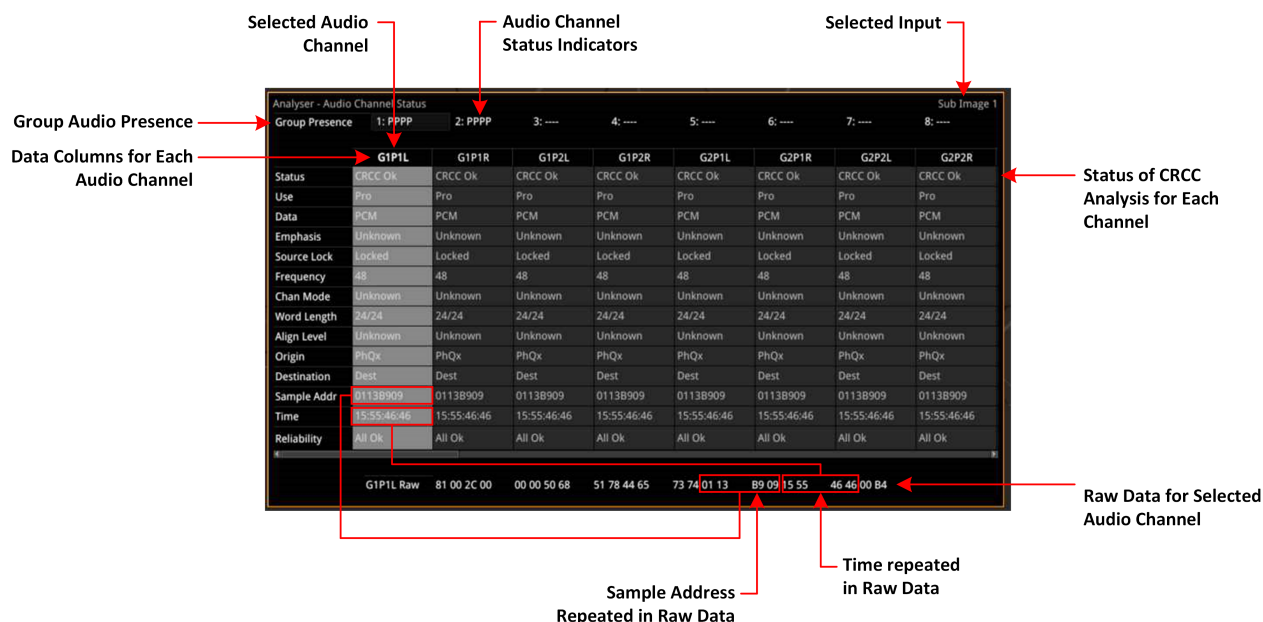 Selected Audio
Channel
Audio Channel
Status Indicators
Selected Input
Group Audio Presence
Data Columns for Each
Audio Channel
Analyser - Audio Channel Status Sub Image 1
Group Presence 1: PPPP 2: PPPP 3: ---- 4: ---- 5: ---- 6: ---- 7: ---- 8: ----
G1P1L G1P1R G1P2L G1P2R G2P1L G2P1R G2P2L G2P2R
Status CRCC Ok CRCC Ok CRCC Ok CRCC Ok CRCC Ok CRCC Ok CRCC Ok CRCC Ok
Use Pro Pro Pro Pro Pro Pro Pro Pro
Data PCM PCM PCM PCM PCM PCM PCM PCM
Emphasis Unknown Unknown Unknown Unknown Unknown Unknown Unknown Unknown
Source Lock Locked Locked Locked Locked Locked Locked Locked Locked
Frequency 48 48 48 48 48 48 48 48
Chan Mode Unknown Unknown Unknown Unknown Unknown Unknown Unknown Unknown
Word Length 24/24 24/24 24/24 24/24 24/24 24/24 24/24 24/24
Align Level Unknown Unknown Unknown Unknown Unknown Unknown Unknown Unknown
Origin PhQx PhQx PhQx PhQx PhQx PhQx PhQx PhQx
Destination Dest Dest Dest Dest Dest Dest Dest Dest
Sample Addr 0113B909 0113B909 0113B909 0113B909 0113B909 0113B909 0113B909 0113B909
Time 15:55:46:46 15:55:46:46 15:55:46:46 15:55:46:46 15:55:46:46 15:55:46:46 15:55:46:46 15:55:46:46
Reliability All Ok All Ok All Ok All Ok All Ok All Ok All Ok All Ok
G1P1L Raw 81 00 2C 00 00 00 50 68 51 78 44 65 73 74 01 13 B9 09 15 55 46 46 00 B4
Status of CRCC
Analysis for Each
Channel
Raw Data for Selected
Audio Channel
Time repeated
in Raw Data
Sample Address
Repeated in Raw Data